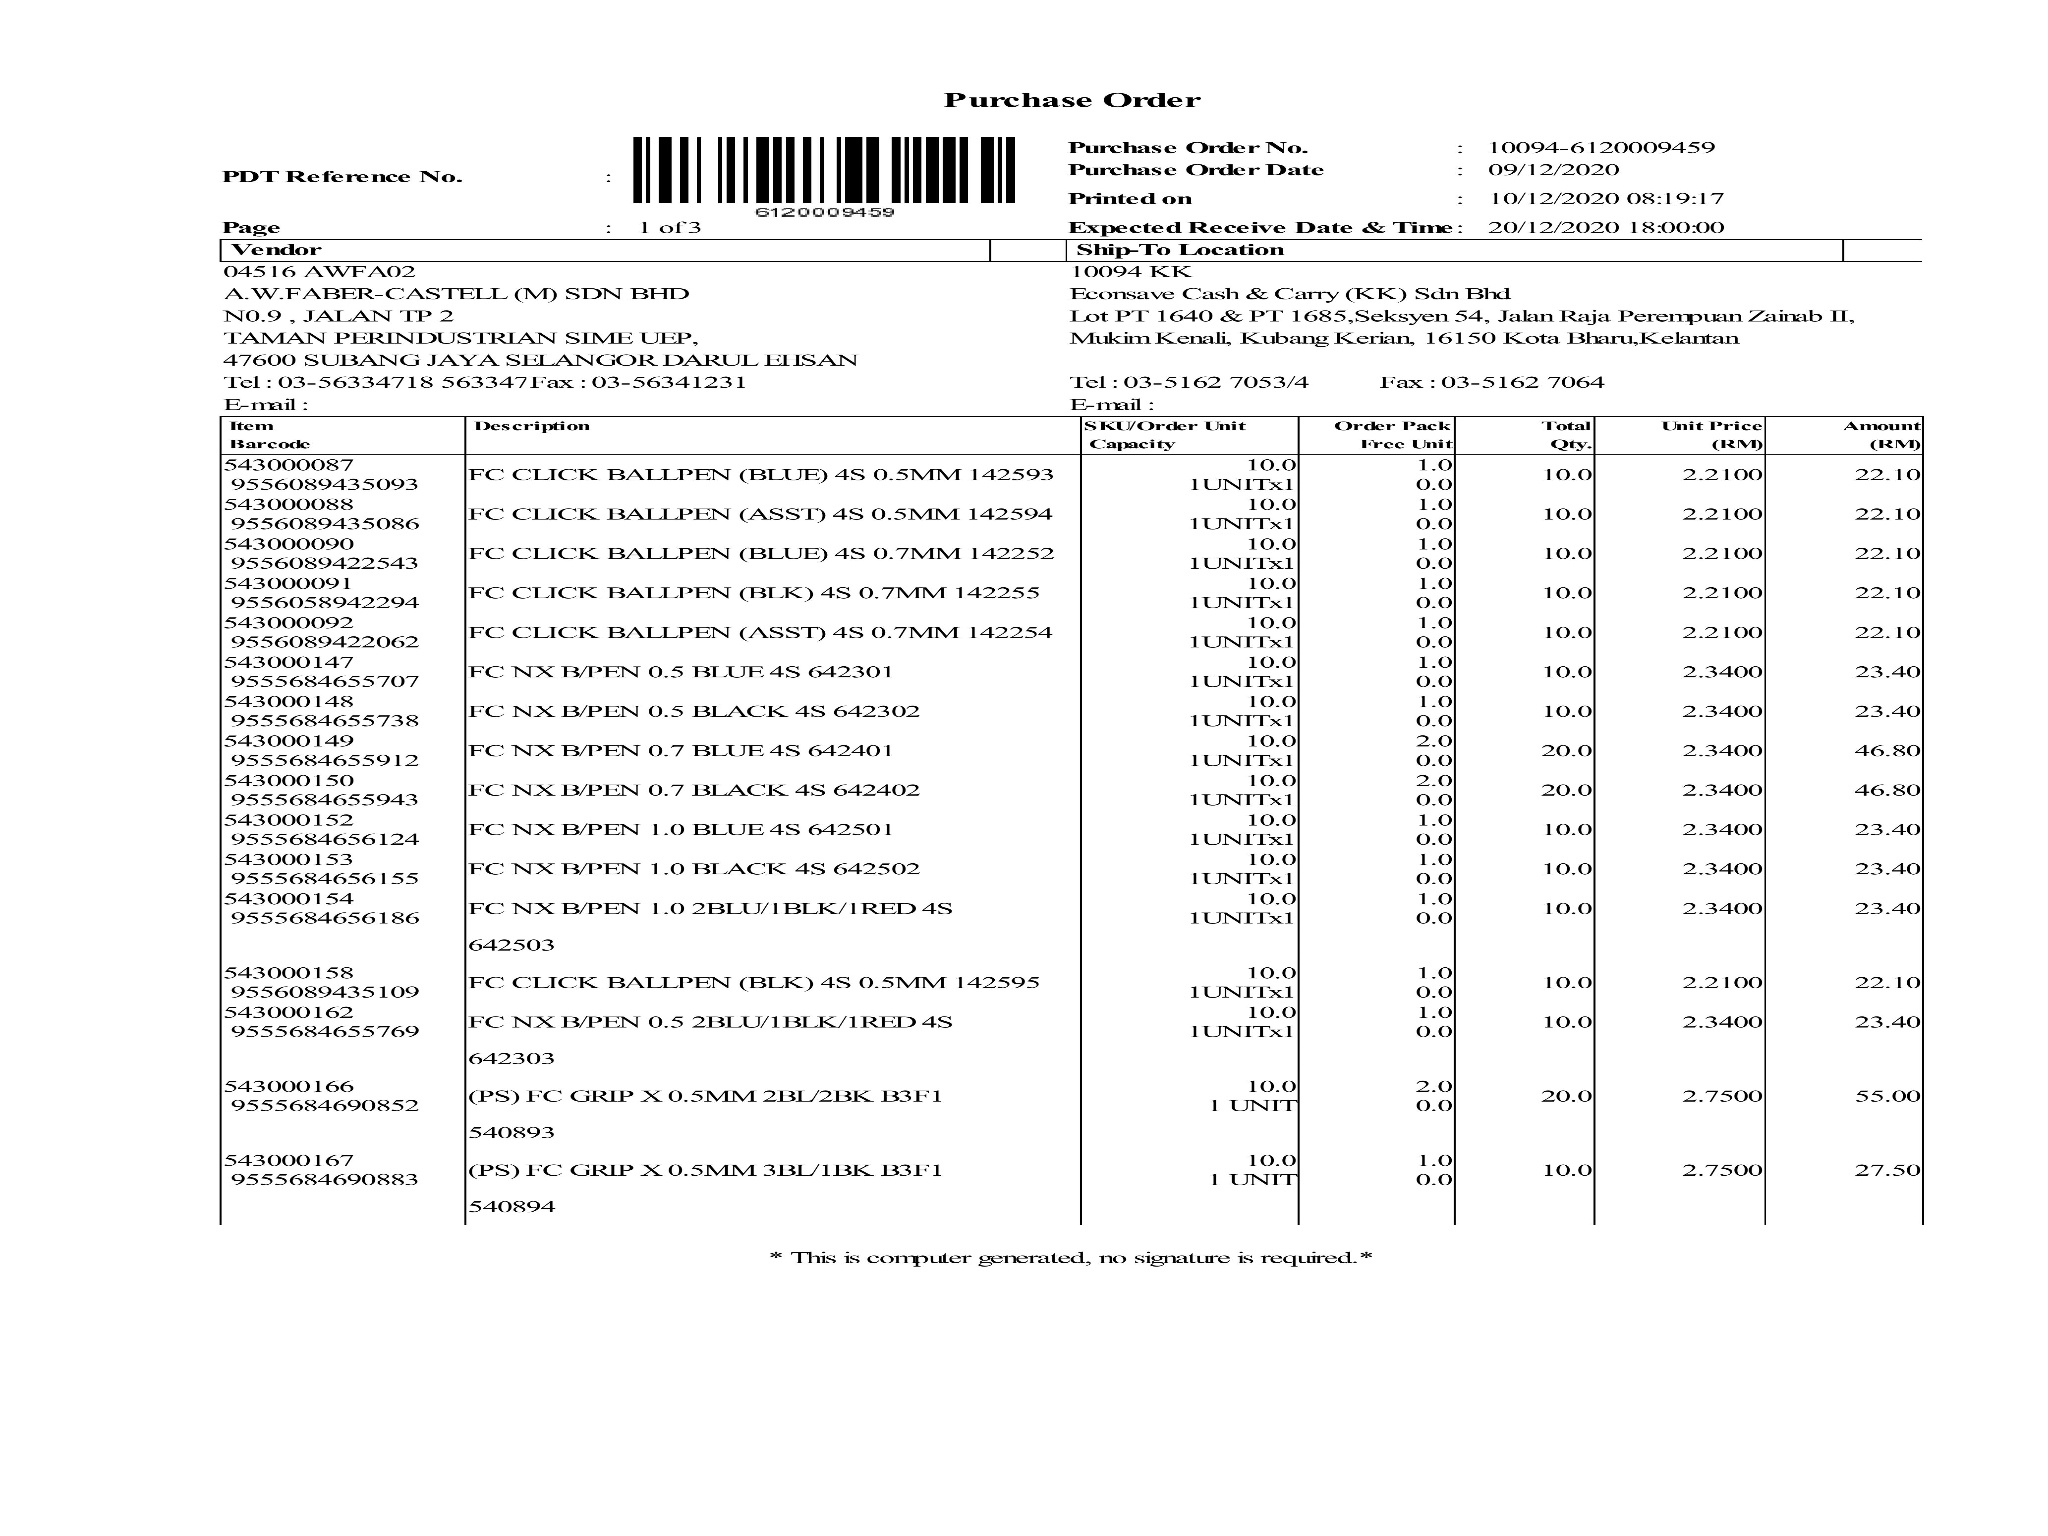 Purchase Order
PDT Reference No. :
6120009459
Page : 1 of 3
Purchase Order No. : 10094-6120009459
Purchase Order Date : 09/12/2020
Printed on : 10/12/2020 08:19:17
Expected Receive Date & Time : 20/12/2020 18:00:00
Vendor
04516 AWFA02
A.W.FABER-CASTELL (M) SDN BHD
N0.9 , JALAN TP 2
TAMAN PERINDUSTRIAN SIME UEP,
47600 SUBANG JAYA SELANGOR DARUL EHSAN
Tel : 03-56334718 563347Fax : 03-56341231
E-mail :
Ship-To Location
10094 KK
Econsave Cash & Carry (KK) Sdn Bhd
Lot PT 1640 & PT 1685,Seksyen 54, Jalan Raja Perempuan Zainab II,
Mukim Kenali, Kubang Kerian, 16150 Kota Bharu,Kelantan
Tel : 03-5162 7053/4 Fax : 03-5162 7064
E-mail :
Item Description SKU/Order Unit Order Pack Total Unit Price Amount
Barcode Capacity Free Unit Qty. (RM) (RM)
543000087 10.0 1.0
FC CLICK BALLPEN (BLUE) 4S 0.5MM 142593 10.0 2.2100 22.10
9556089435093 1UNITx1 0.0
543000088 10.0 1.0
FC CLICK BALLPEN (ASST) 4S 0.5MM 142594 10.0 2.2100 22.10
9556089435086 1UNITx1 0.0
543000090 10.0 1.0
FC CLICK BALLPEN (BLUE) 4S 0.7MM 142252 10.0 2.2100 22.10
9556089422543 1UNITx1 0.0
543000091 10.0 1.0
FC CLICK BALLPEN (BLK) 4S 0.7MM 142255 10.0 2.2100 22.10
9556058942294 1UNITx1 0.0
543000092 10.0 1.0
FC CLICK BALLPEN (ASST) 4S 0.7MM 142254 10.0 2.2100 22.10
9556089422062 1UNITx1 0.0
543000147 10.0 1.0
FC NX B/PEN 0.5 BLUE 4S 642301 10.0 2.3400 23.40
9555684655707 1UNITx1 0.0
543000148 10.0 1.0
FC NX B/PEN 0.5 BLACK 4S 642302 10.0 2.3400 23.40
9555684655738 1UNITx1 0.0
543000149 10.0 2.0
FC NX B/PEN 0.7 BLUE 4S 642401 20.0 2.3400 46.80
9555684655912 1UNITx1 0.0
543000150 10.0 2.0
FC NX B/PEN 0.7 BLACK 4S 642402 20.0 2.3400 46.80
9555684655943 1UNITx1 0.0
543000152 10.0 1.0
FC NX B/PEN 1.0 BLUE 4S 642501 10.0 2.3400 23.40
9555684656124 1UNITx1 0.0
543000153 10.0 1.0
FC NX B/PEN 1.0 BLACK 4S 642502 10.0 2.3400 23.40
9555684656155 1UNITx1 0.0
543000154 10.0 1.0
FC NX B/PEN 1.0 2BLU/1BLK/1RED 4S 10.0 2.3400 23.40
9555684656186 1UNITx1 0.0
642503
543000158 10.0 1.0
FC CLICK BALLPEN (BLK) 4S 0.5MM 142595 10.0 2.2100 22.10
9556089435109 1UNITx1 0.0
543000162 10.0 1.0
FC NX B/PEN 0.5 2BLU/1BLK/1RED 4S 10.0 2.3400 23.40
9555684655769 1UNITx1 0.0
642303
543000166 10.0 2.0
(PS) FC GRIP X 0.5MM 2BL/2BK B3F1 20.0 2.7500 55.00
9555684690852 1 UNIT 0.0
540893
543000167 10.0 1.0
(PS) FC GRIP X 0.5MM 3BL/1BK B3F1 10.0 2.7500 27.50
9555684690883 1 UNIT 0.0
540894
* This is computer generated, no signature is required.*